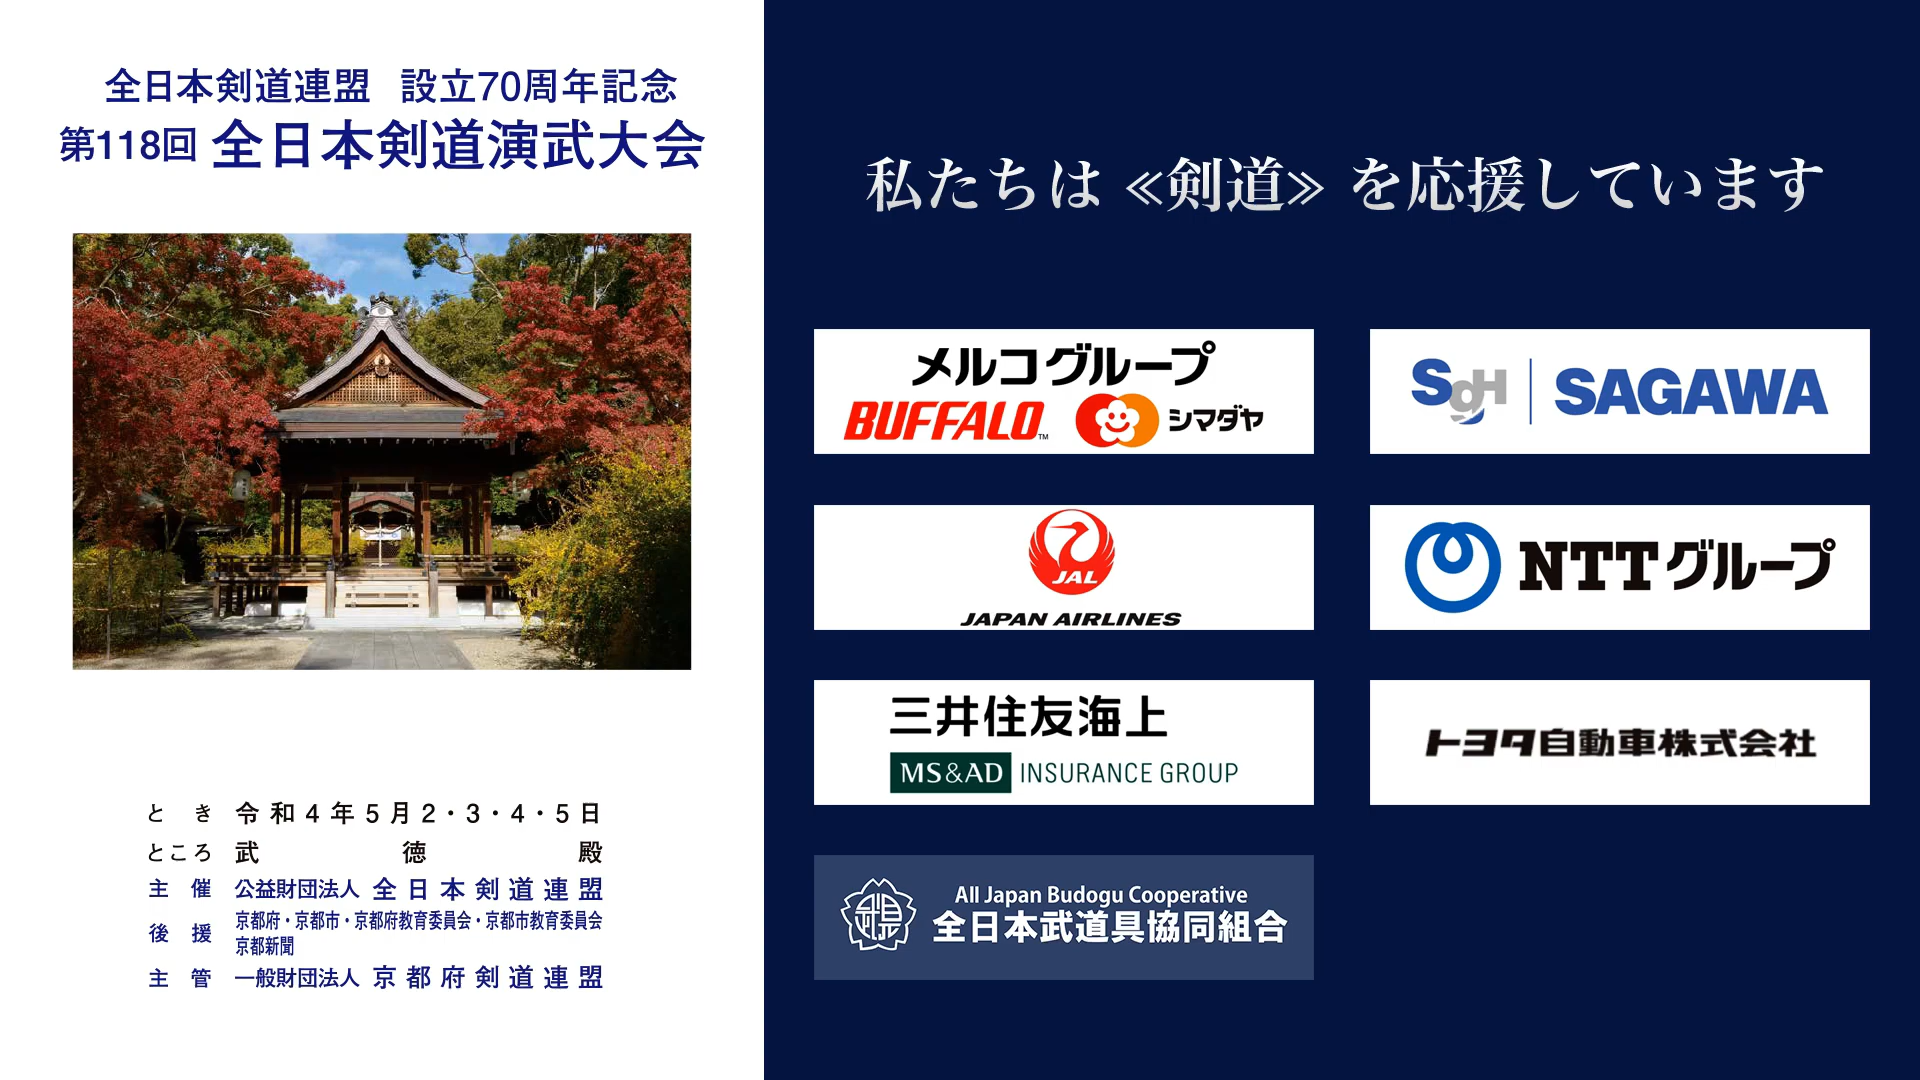 全日本剣道連盟 設立70周年記念
第118回 全日本剣道演武大会
とき 令和4年5月2・3・4・5日
ところ 武徳殿
主催 公益財団法人 全日本剣道連盟
後援 京都府・京都市・京都府教育委員会・京都市教育委員会
京都新聞
主管 一般財団法人 京都府剣道連盟
私たちは≪剣道≫を応援しています
メルコグループ
BUFFALO™ シマダヤ
SGH SAGAWA
JAL
JAPAN AIRLINES
NTTグループ
三井住友海上
MS&AD INSURANCE GROUP
トヨタ自動車株式会社
All Japan Budogu Cooperative
全日本武道具協同組合